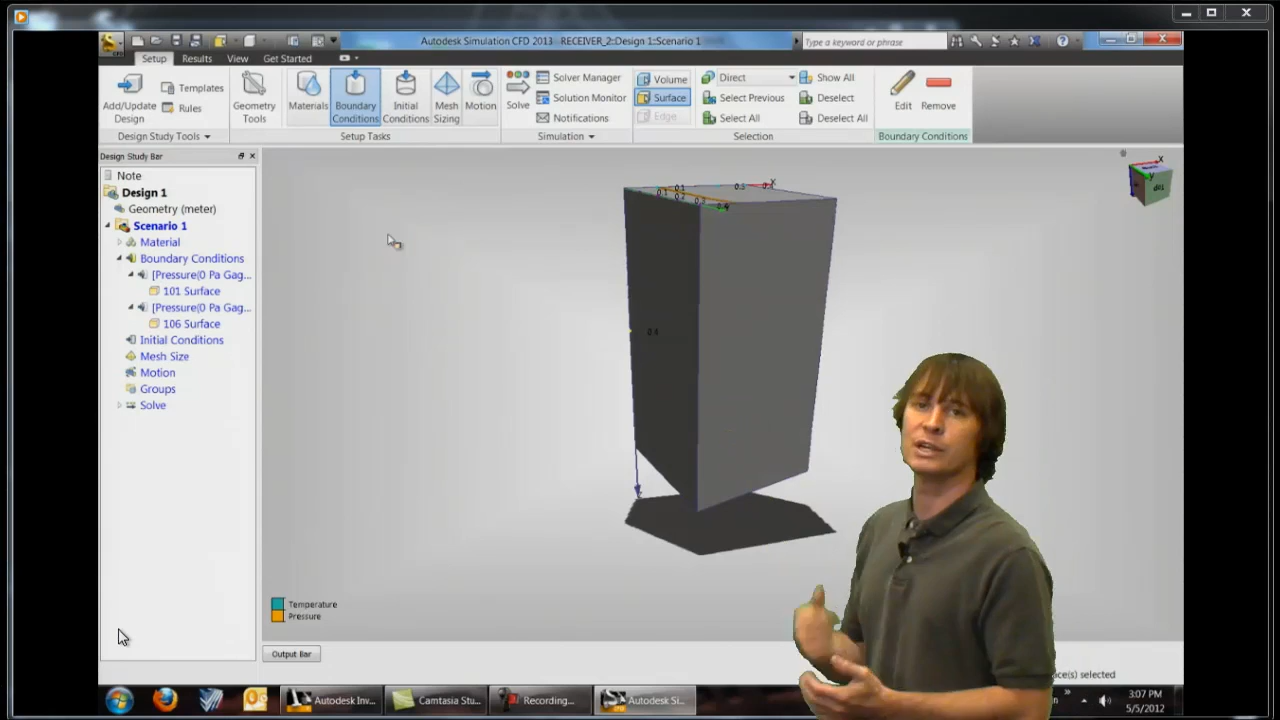 Autodesk Simulation CFD 2013   RECEIVER_2::Design 1::Scenario 1
Type a keyword or phrase
Setup Results View Get Started
Add/Update Design
Templates
Rules
Geometry Tools
Materials
Boundary Conditions
Initial Conditions
Mesh Sizing
Motion
Solve
Solver Manager
Solution Monitor
Notifications
Volume
Surface
Edge
Direct
Select Previous
Select All
Show All
Deselect
Deselect All
Edit
Remove
Design Study Tools
Setup Tasks
Simulation
Selection
Boundary Conditions
Design Study Bar
Note
Design 1
Geometry (meter)
Scenario 1
Material
Boundary Conditions
[Pressure(0 Pa Gag...
101 Surface
[Pressure(0 Pa Gag...
106 Surface
Initial Conditions
Mesh Size
Motion
Groups
Solve
X
0.1
0.4
X
Y
Temperature
Pressure
Output Bar
selected
Autodesk Inv...
Camtasia Stu...
Recording...
Autodesk Si...
3:07 PM
5/5/2012